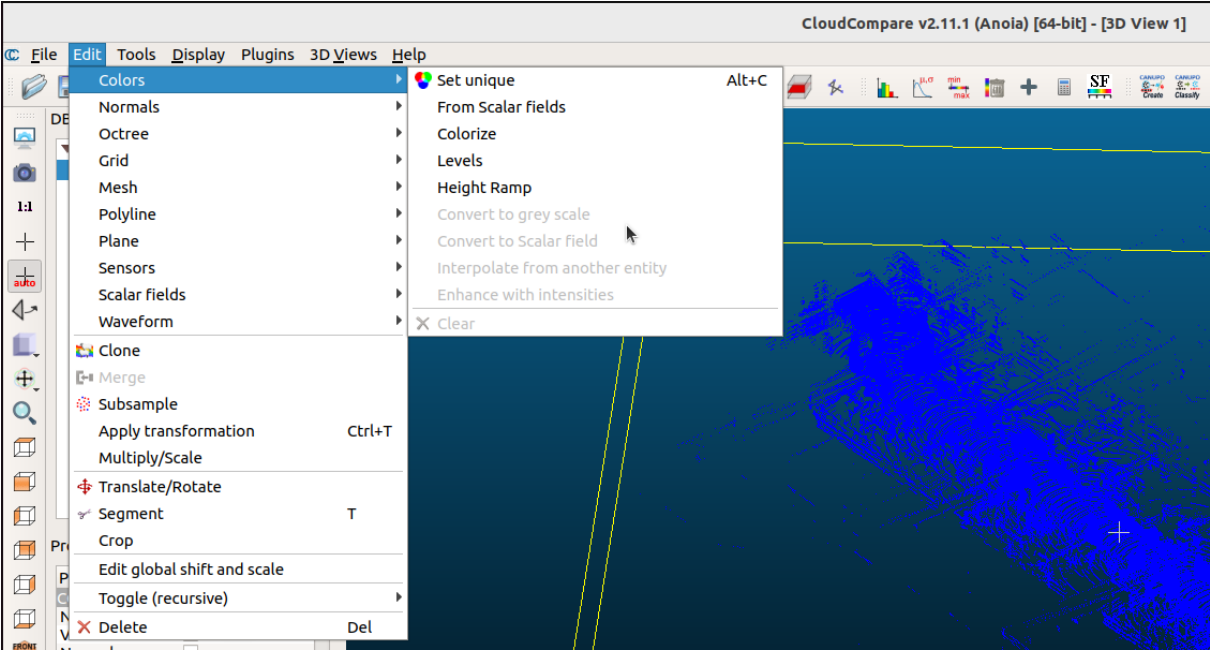 CloudCompare v2.11.1 (Anoia) [64-bit] - [3D View 1]
File Edit Tools Display Plugins 3D Views Help
Colors
Set unique Alt+C
μ,σ
min
max
SF
CANUPO
Create
CANUPO
Classify
Normals
From Scalar fields
DE
Octree
Colorize
Grid
Levels
Mesh
Height Ramp
1:1
Polyline
Convert to grey scale
Plane
Convert to Scalar field
Sensors
Interpolate from another entity
auto
Scalar fields
Enhance with intensities
Waveform
Clear
Clone
Merge
Subsample
Apply transformation Ctrl+T
Multiply/Scale
Translate/Rotate
Segment T
Crop
Pr
Edit global shift and scale
P
Toggle (recursive)
C
N
Delete Del
V
FRONT